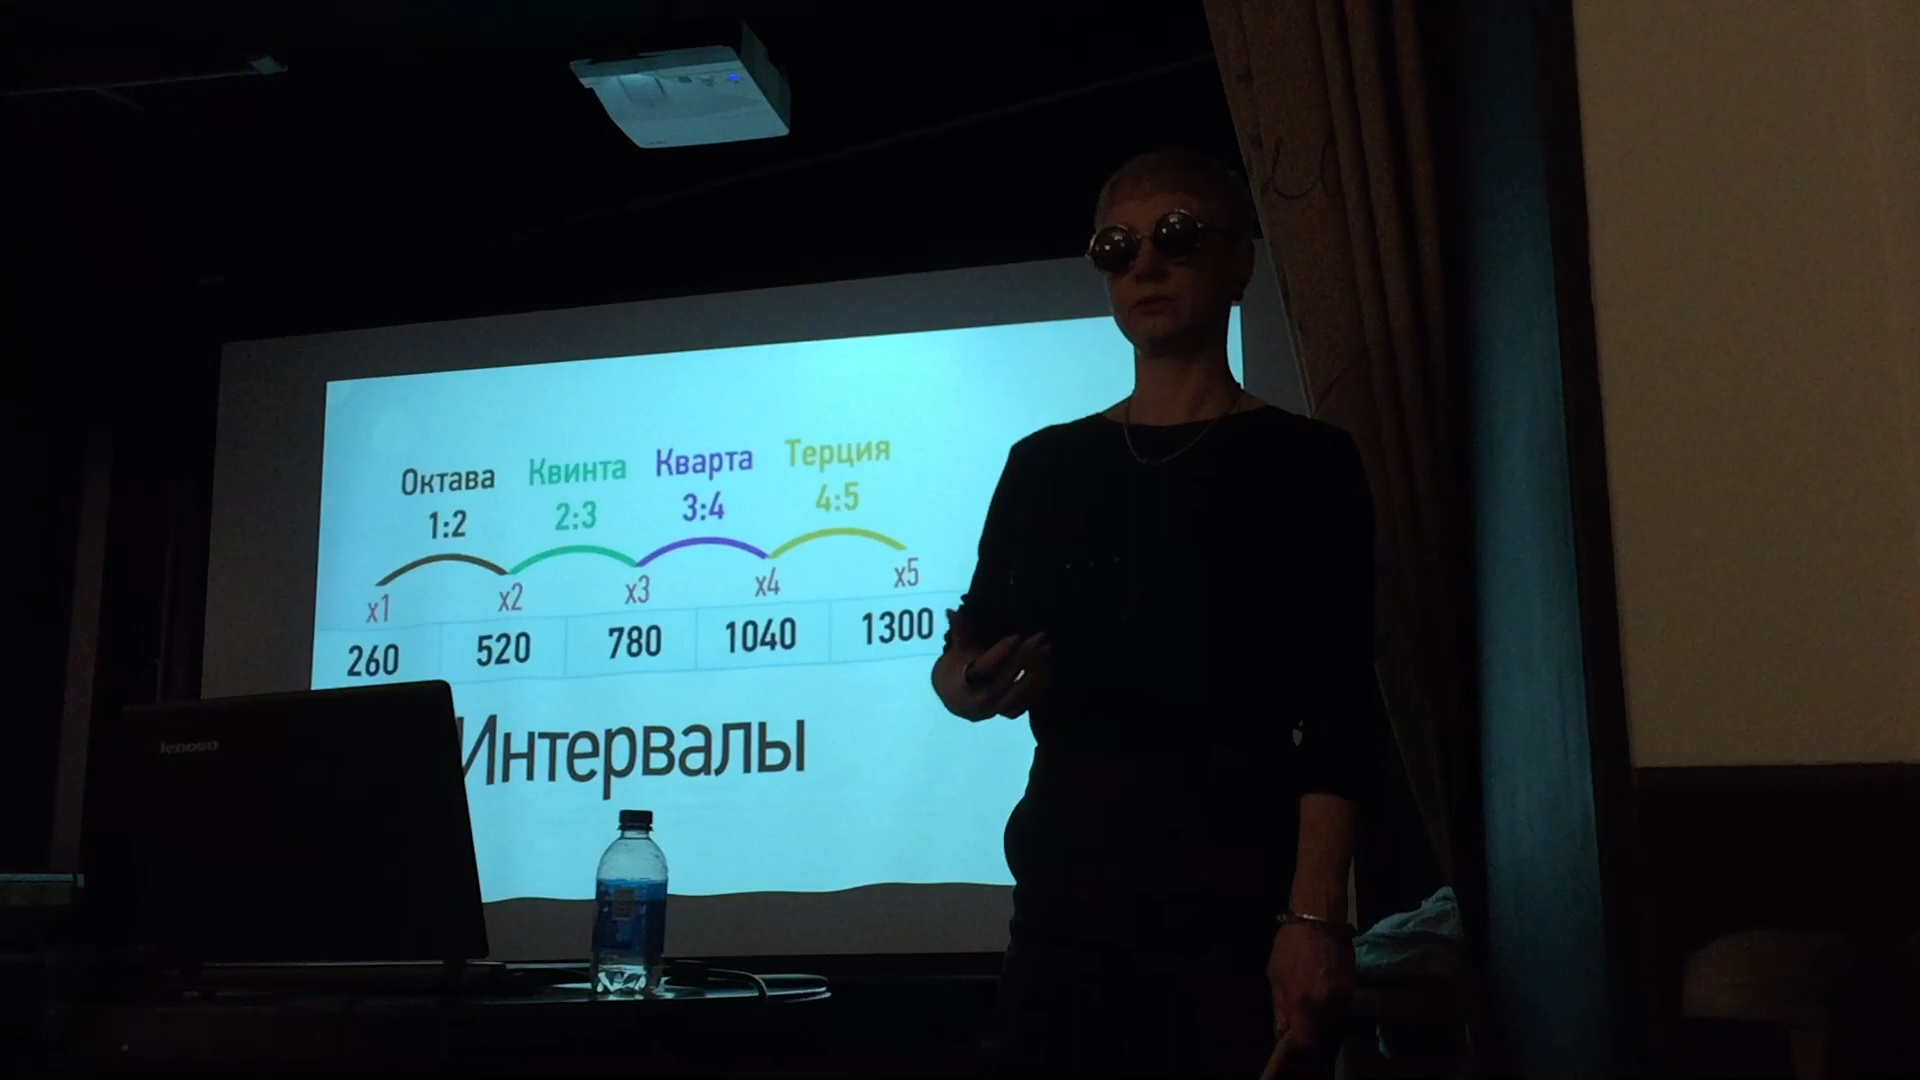 Октава Квинта Кварта Терция
1:2 2:3 3:4 4:5
x1 x2 x3 x4 x5
260 520 780 1040 1300
Интервалы
lenovo